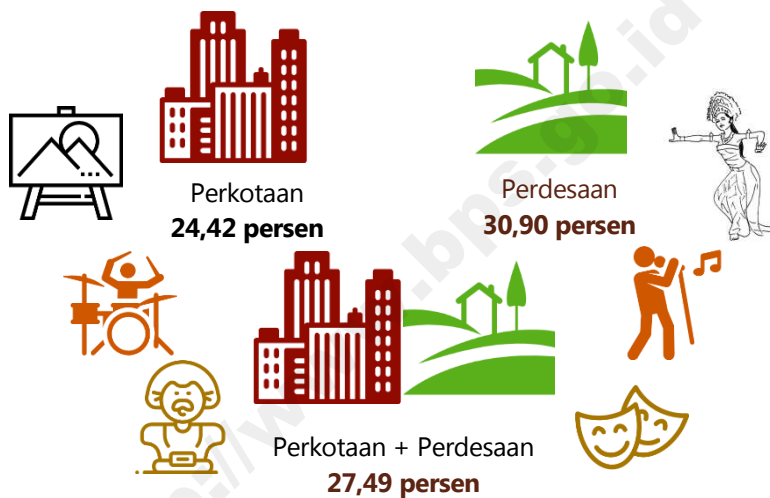 Perkotaan
24,42 persen
Perdesaan
30,90 persen
Perkotaan + Perdesaan
27,49 persen